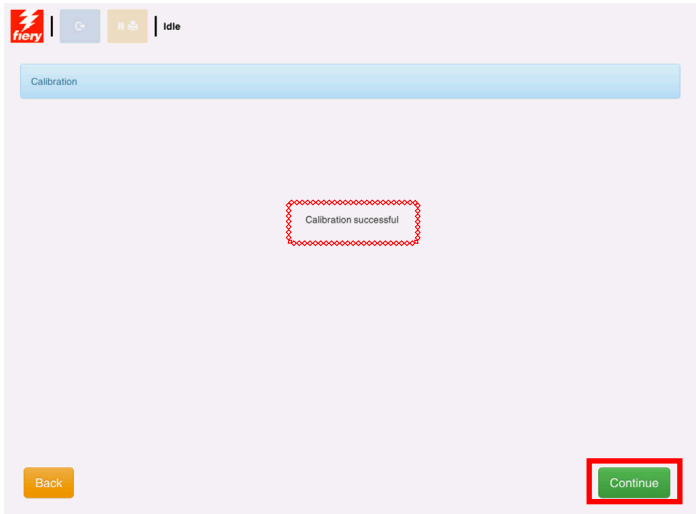 fiery
Idle
Calibration
Calibration successful
Back
Continue